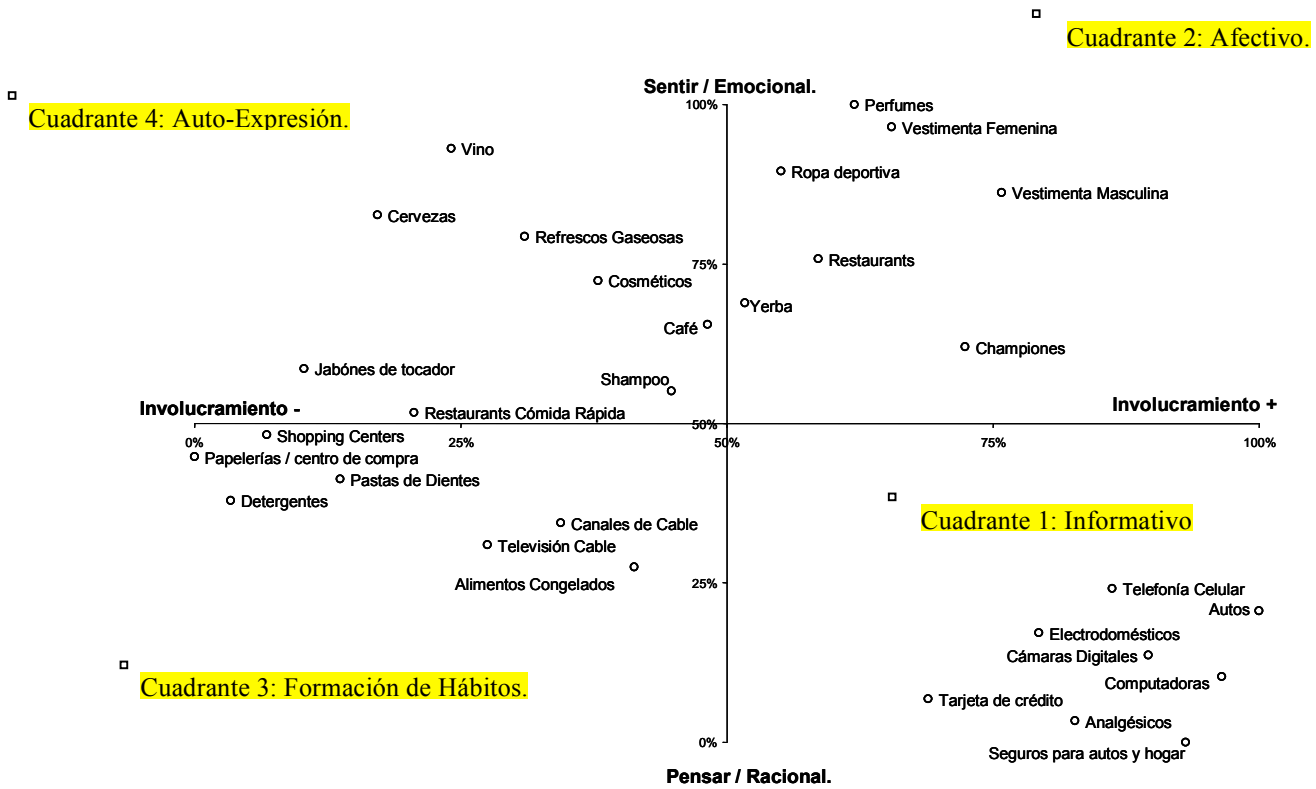 Cuadrante 2: Afectivo.
Sentir / Emocional.
Cuadrante 4: Auto-Expresión.
100%
Perfumes
Vestimenta Femenina
Vino
Ropa deportiva
Vestimenta Masculina
Cervezas
Refrescos Gaseosas
Restaurants
75%
Cosméticos
Yerba
Café
Championes
Jabónes de tocador
Shampoo
Involucramiento -
Restaurants Cómida Rápida
Involucramiento +
50%
Shopping Centers
0%
25%
50%
75%
100%
Papelerías / centro de compra
Pastas de Dientes
Detergentes
Cuadrante 1: Informativo
Canales de Cable
Televisión Cable
Alimentos Congelados
25%
Telefonía Celular
Autos
Electrodomésticos
Cámaras Digitales
Computadoras
Cuadrante 3: Formación de Hábitos.
Tarjeta de crédito
Analgésicos
0%
Seguros para autos y hogar
Pensar / Racional.